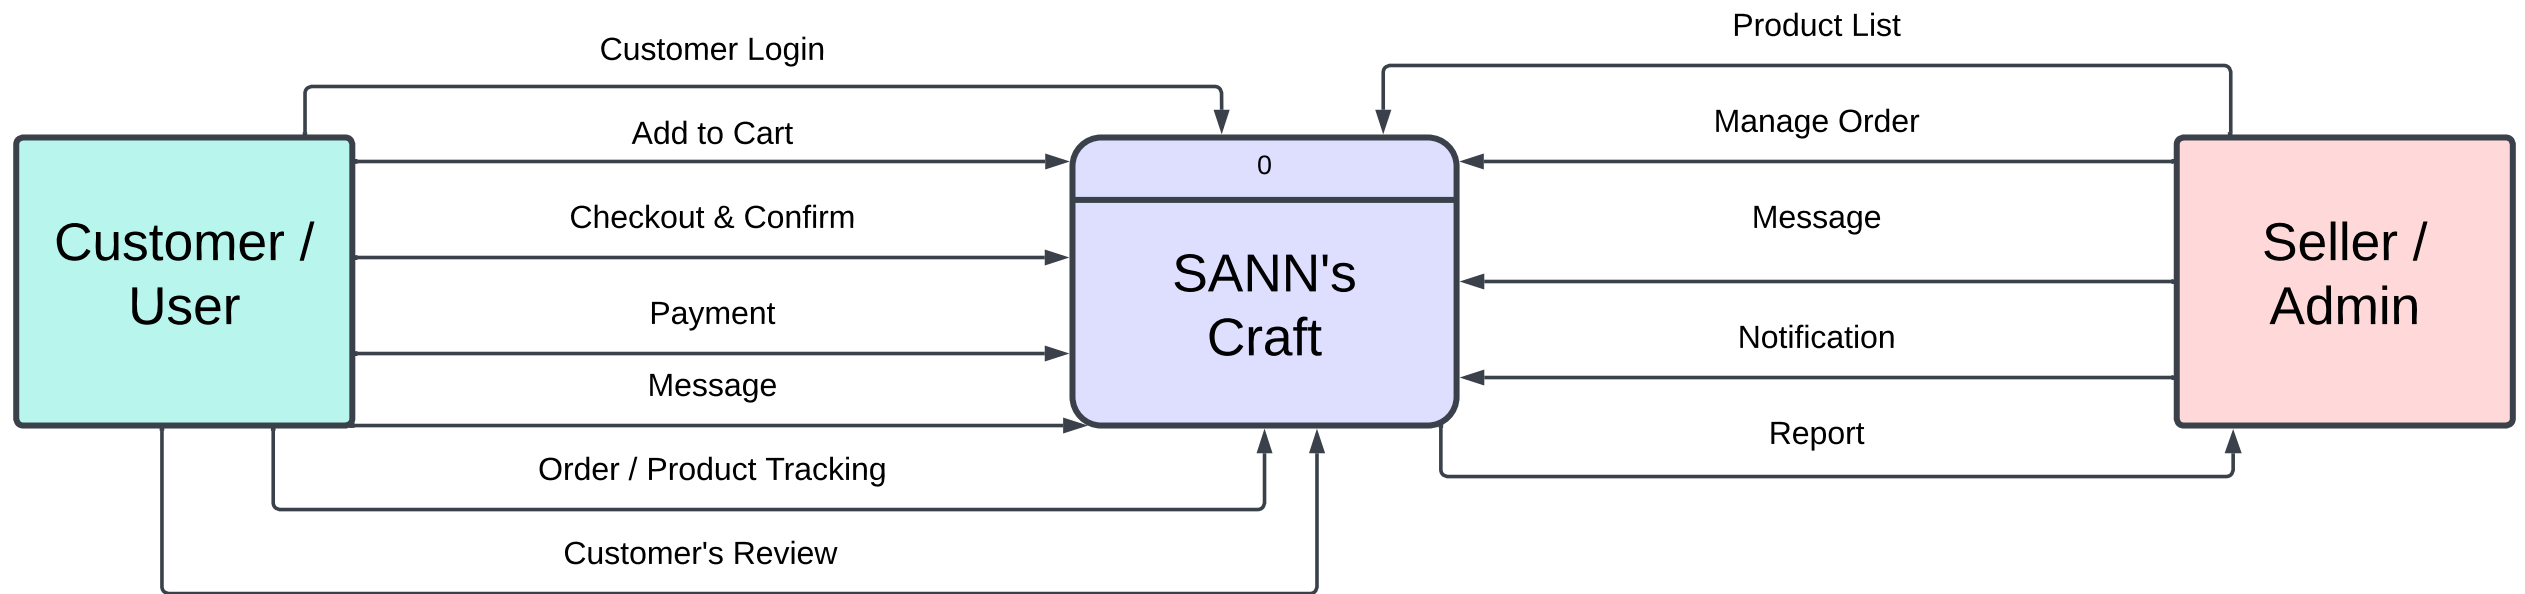 Customer Login
Add to Cart
Checkout & Confirm
Payment
Message
Order / Product Tracking
Customer's Review
Customer /
User
0
SANN's
Craft
Product List
Manage Order
Message
Notification
Report
Seller /
Admin